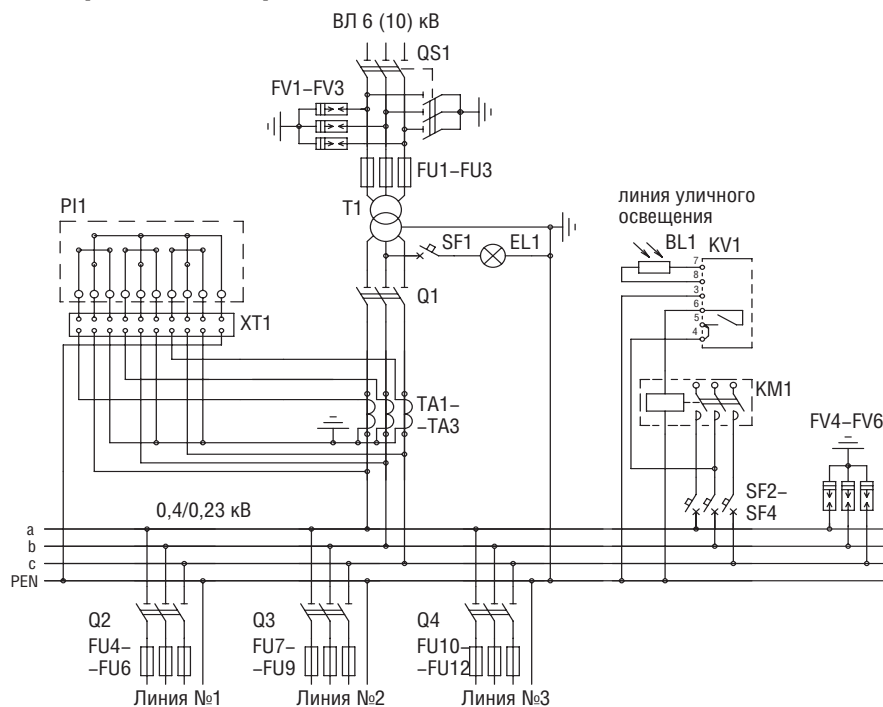 ВЛ 6 (10) кВ
QS1
FV1–FV3
FU1–FU3
PI1
T1
SF1
EL1
линия уличного
освещения
BL1
KV1
7
8
3
6
5
4
Q1
XT1
KM1
TA1–
–TA3
FV4–FV6
SF2–
SF4
0,4/0,23 кВ
a
b
c
PEN
Q2
Q3
Q4
FU4–
–FU6
FU7–
–FU9
FU10–
–FU12
Линия №1
Линия №2
Линия №3